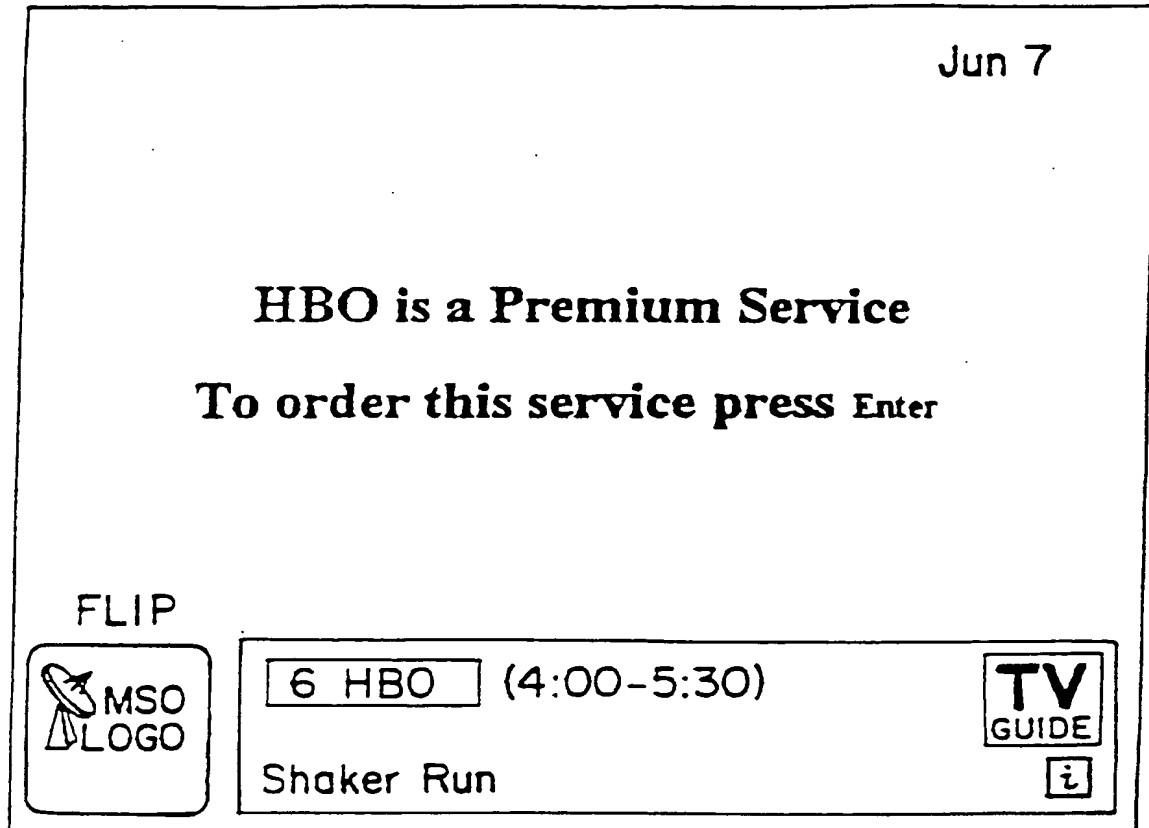 Jun 7
HBO is a Premium Service
To order this service press Enter
FLIP
MSO
LOGO
6 HBO (4:00-5:30)
TV
GUIDE
Shaker Run
i